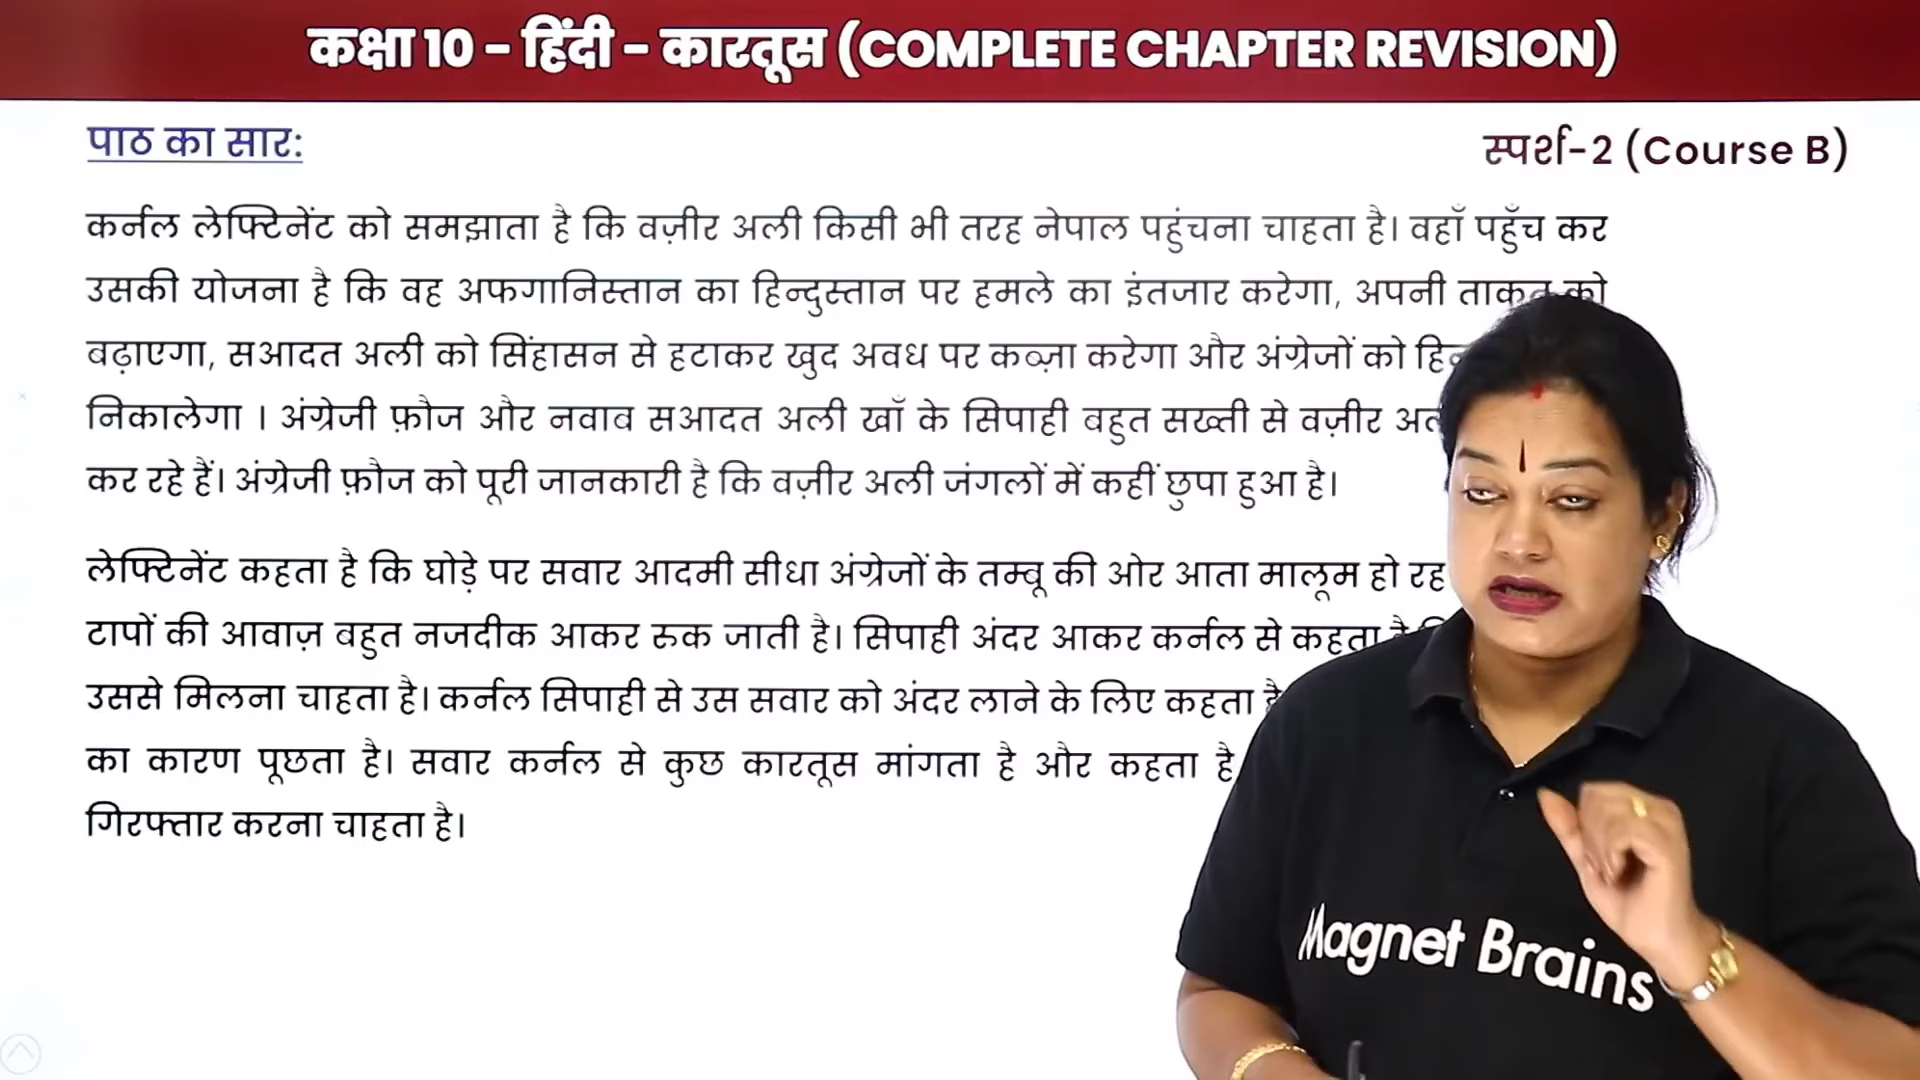 कक्षा 10 - हिंदी - कारतूस (COMPLETE CHAPTER REVISION)
पाठ का सार:
स्पर्श-2 (Course B)
कर्नल लेफ्टिनेंट को समझाता है कि वज़ीर अली किसी भी तरह नेपाल पहुंचना चाहता है। वहाँ पहुँच कर
उसकी योजना है कि वह अफगानिस्तान का हिन्दुस्तान पर हमले का इंतजार करेगा, अपनी ताकत को
बढ़ाएगा, सआदत अली को सिंहासन से हटाकर खुद अवध पर कब्ज़ा करेगा और अंग्रेजों को
निकालेगा । अंग्रेजी फ़ौज और नवाब सआदत अली खाँ के सिपाही बहुत सख्ती से वज़ीर
कर रहे हैं। अंग्रेजी फ़ौज को पूरी जानकारी है कि वज़ीर अली जंगलों में कहीं छुपा हुआ है।
लेफ्टिनेंट कहता है कि घोड़े पर सवार आदमी सीधा अंग्रेजों के तम्बू की ओर आता मालूम हो
टापों की आवाज़ बहुत नजदीक आकर रुक जाती है। सिपाही अंदर आकर कर्नल से कहता है
उससे मिलना चाहता है। कर्नल सिपाही से उस सवार को अंदर लाने के लिए कहता
का कारण पूछता है। सवार कर्नल से कुछ कारतूस मांगता है और कहता है
गिरफ्तार करना चाहता है।
Magnet Brains